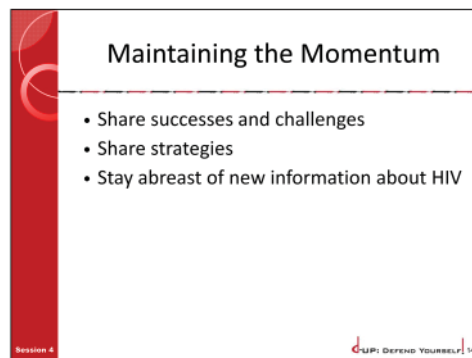 Maintaining the Momentum
• Share successes and challenges
• Share strategies
• Stay abreast of new information about HIV
Session 4
d-UP: DEFEND YOURSELF!